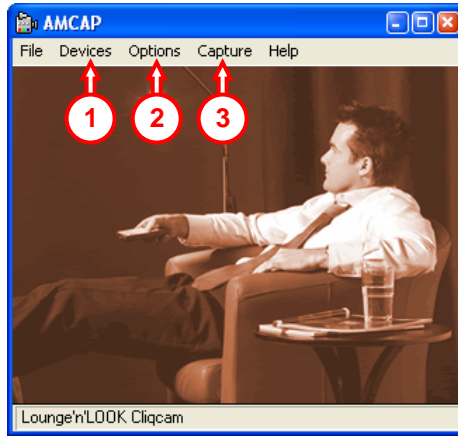 AMCAP
File Devices Options Capture Help
1 2 3
Lounge'n'LOOK Cliqcam